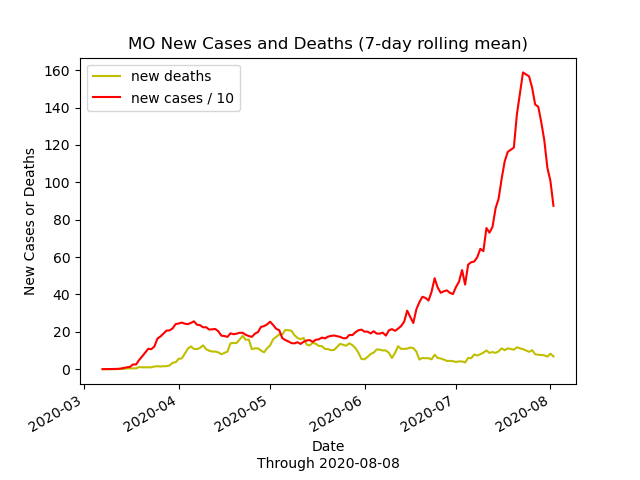 MO New Cases and Deaths (7-day rolling mean)
new deaths
new cases / 10
160
140
120
100
80
60
40
20
0
New Cases or Deaths
2020-03
2020-04
2020-05
2020-06
2020-07
2020-08
Date
Through 2020-08-08